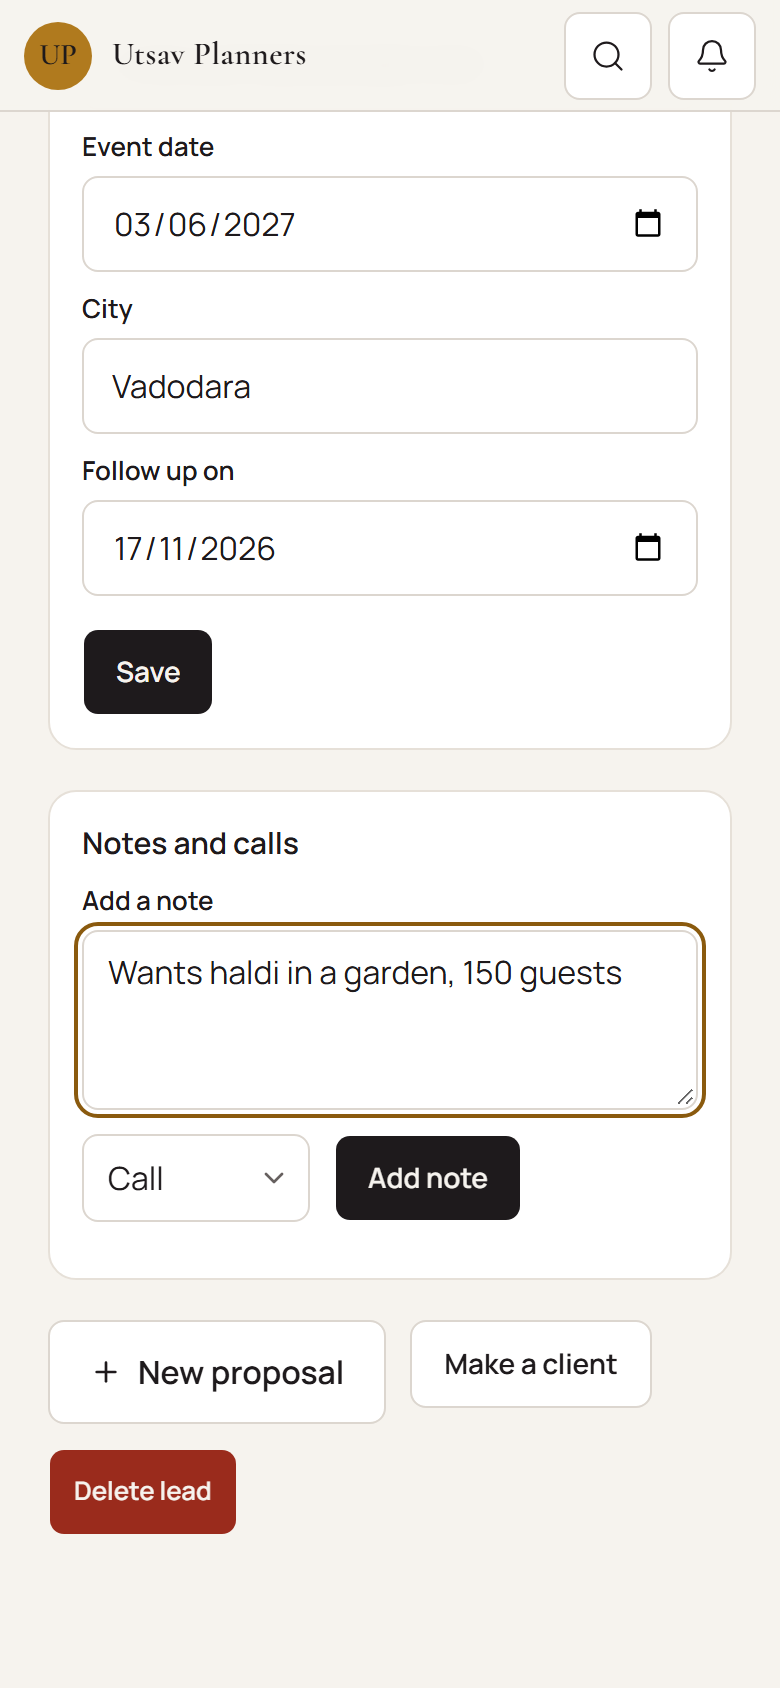 UP Utsav Planners
Event date
03/06/2027
City
Vadodara
Follow up on
17/11/2026
Save
Notes and calls
Add a note
Wants haldi in a garden, 150 guests
Call
Add note
+ New proposal
Make a client
Delete lead